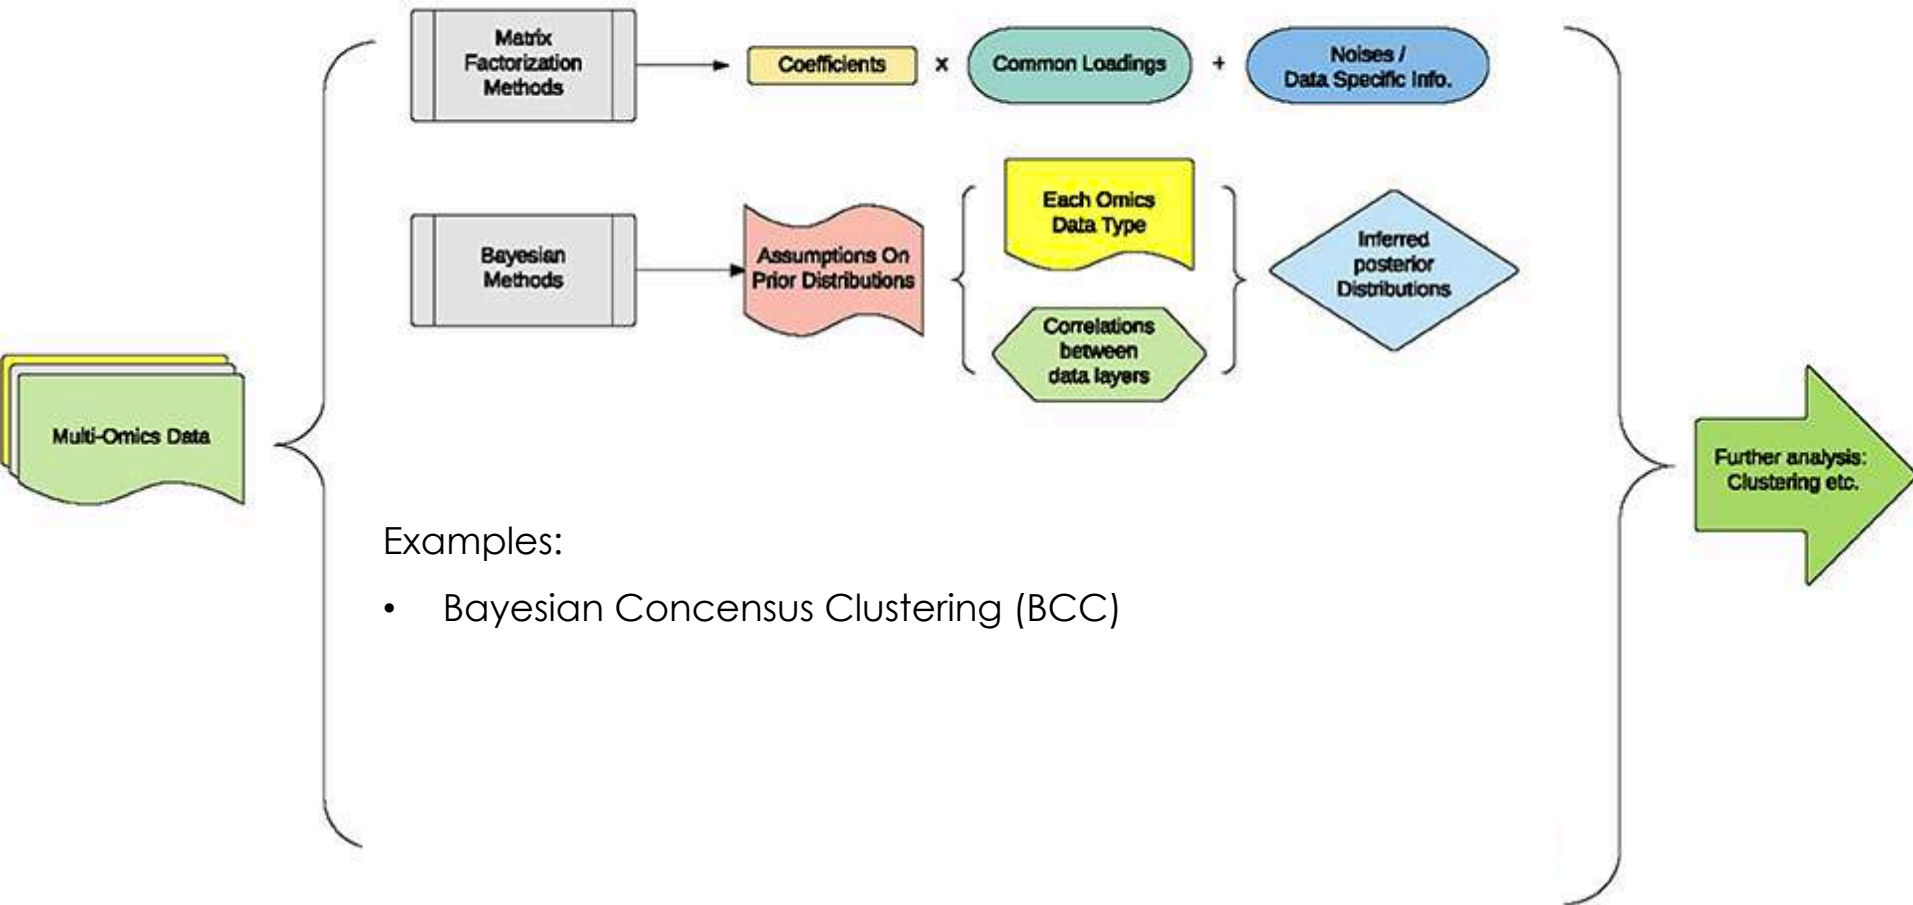 Matrix
Factorization
Methods
Coefficients
x
Common Loadings
+
Noises /
Data Specific Info.
Bayesian
Methods
Assumptions On
Prior Distributions
Each Omics
Data Type
Correlations
between
data layers
Inferred
posterior
Distributions
Multi-Omics Data
Further analysis:
Clustering etc.
Examples:
• Bayesian Concensus Clustering (BCC)